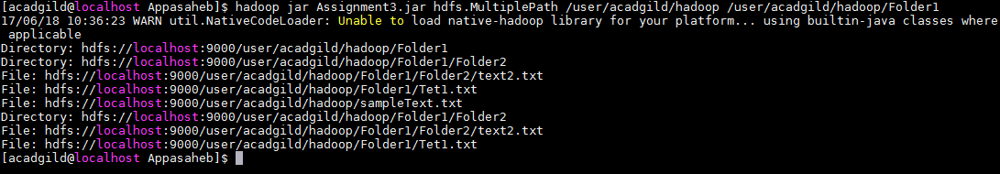 [acadgild@localhost Appasaheb]$ hadoop jar Assignment3.jar hdfs.MultiplePath /user/acadgild/hadoop /user/acadgild/hadoop/Folder1
17/06/18 10:36:23 WARN util.NativeCodeLoader: Unable to load native-hadoop library for your platform... using builtin-java classes where
 applicable
Directory: hdfs://localhost:9000/user/acadgild/hadoop/Folder1
Directory: hdfs://localhost:9000/user/acadgild/hadoop/Folder1/Folder2
File: hdfs://localhost:9000/user/acadgild/hadoop/Folder1/Folder2/text2.txt
File: hdfs://localhost:9000/user/acadgild/hadoop/Folder1/Tet1.txt
File: hdfs://localhost:9000/user/acadgild/hadoop/sampleText.txt
Directory: hdfs://localhost:9000/user/acadgild/hadoop/Folder1/Folder2
File: hdfs://localhost:9000/user/acadgild/hadoop/Folder1/Folder2/text2.txt
File: hdfs://localhost:9000/user/acadgild/hadoop/Folder1/Tet1.txt
[acadgild@localhost Appasaheb]$